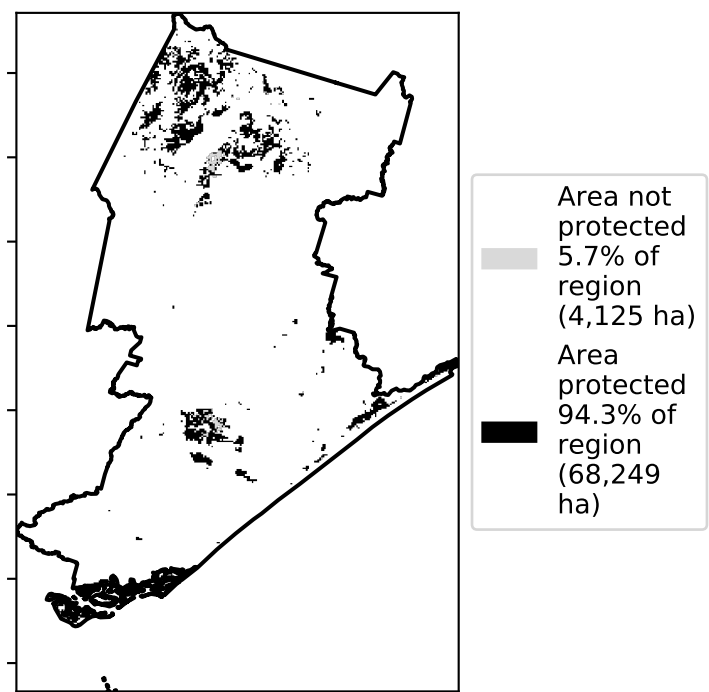 Area not
protected
5.7% of
region
(4,125 ha)
Area
protected
94.3% of
region
(68,249
ha)